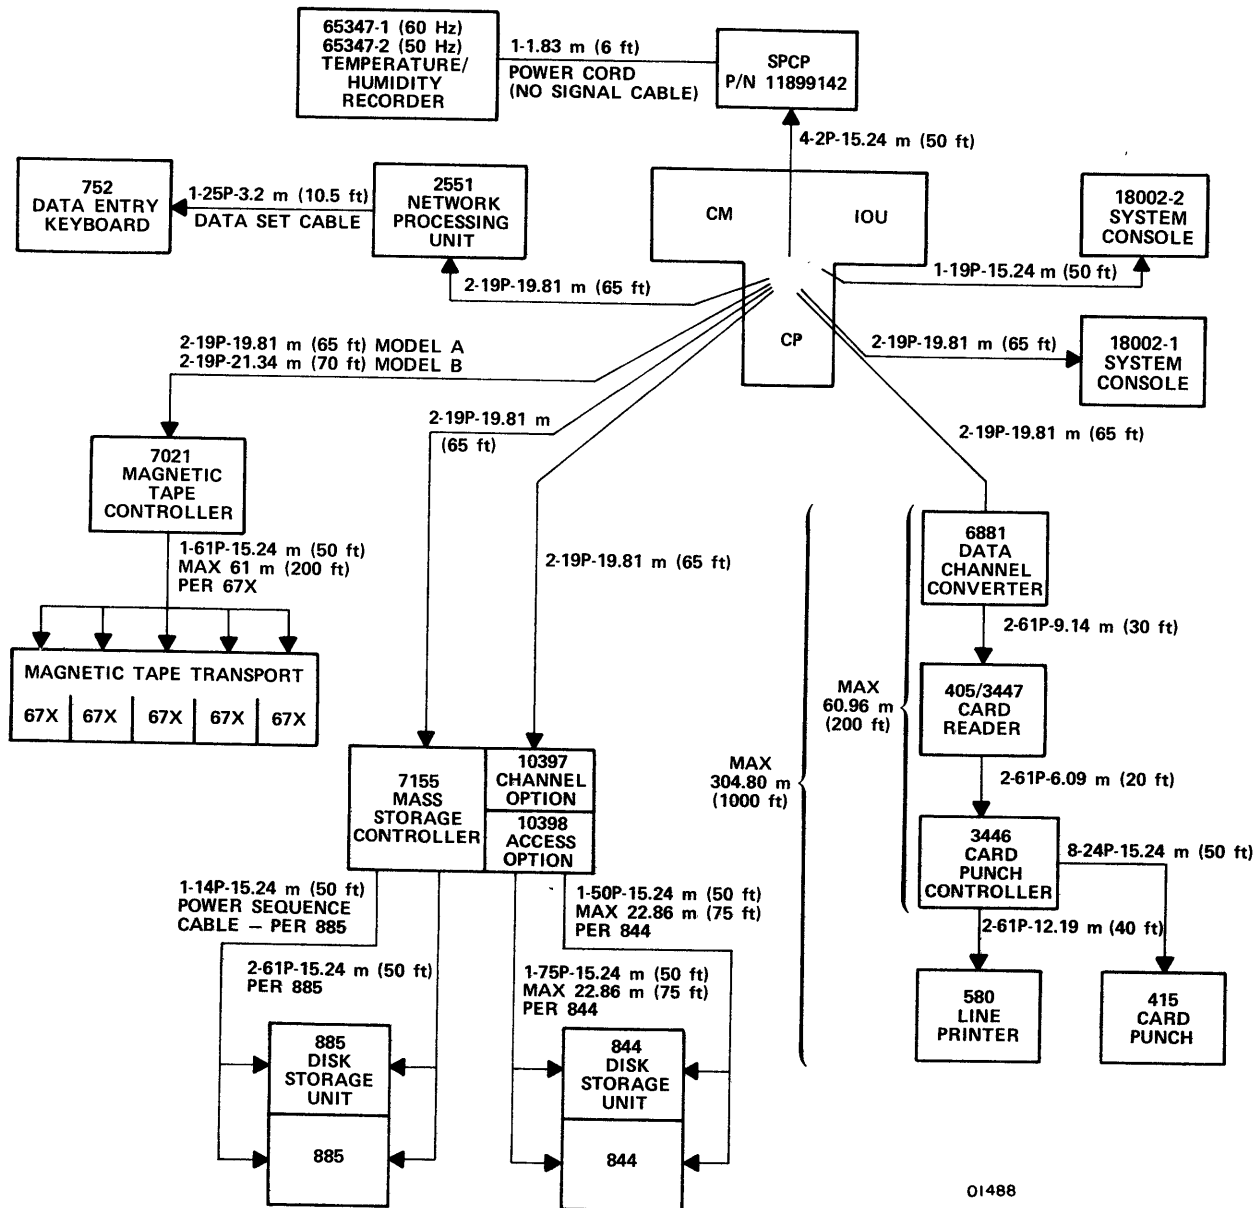 65347-1 (60 Hz)
65347-2 (50 Hz)
TEMPERATURE/
HUMIDITY
RECORDER
1-1.83 m (6 ft)
POWER CORD
(NO SIGNAL CABLE)
SPCP
P/N 11899142
4-2P-15.24 m (50 ft)
752
DATA ENTRY
KEYBOARD
1-25P-3.2 m (10.5 ft)
DATA SET CABLE
2551
NETWORK
PROCESSING
UNIT
CM
IOU
CP
18002-2
SYSTEM
CONSOLE
1-19P-15.24 m (50 ft)
2-19P-19.81 m (65 ft)
2-19P-19.81 m (65 ft)
18002-1
SYSTEM
CONSOLE
2-19P-19.81 m (65 ft) MODEL A
2-19P-21.34 m (70 ft) MODEL B
2-19P-19.81 m
(65 ft)
2-19P-19.81 m (65 ft)
7021
MAGNETIC
TAPE
CONTROLLER
1-61P-15.24 m (50 ft)
MAX 61 m (200 ft)
PER 67X
2-19P-19.81 m (65 ft)
MAGNETIC TAPE TRANSPORT
67X 67X 67X 67X 67X
6881
DATA
CHANNEL
CONVERTER
2-61P-9.14 m (30 ft)
405/3447
CARD
READER
MAX
60.96 m
(200 ft)
MAX
304.80 m
(1000 ft)
2-61P-6.09 m (20 ft)
7155
MASS
STORAGE
CONTROLLER
10397
CHANNEL
OPTION
10398
ACCESS
OPTION
3446
CARD
PUNCH
CONTROLLER
8-24P-15.24 m (50 ft)
2-61P-12.19 m (40 ft)
1-14P-15.24 m (50 ft)
POWER SEQUENCE
CABLE – PER 885
1-50P-15.24 m (50 ft)
MAX 22.86 m (75 ft)
PER 844
2-61P-15.24 m (50 ft)
PER 885
1-75P-15.24 m (50 ft)
MAX 22.86 m (75 ft)
PER 844
580
LINE
PRINTER
415
CARD
PUNCH
885
DISK
STORAGE
UNIT
885
844
DISK
STORAGE
UNIT
844
01488